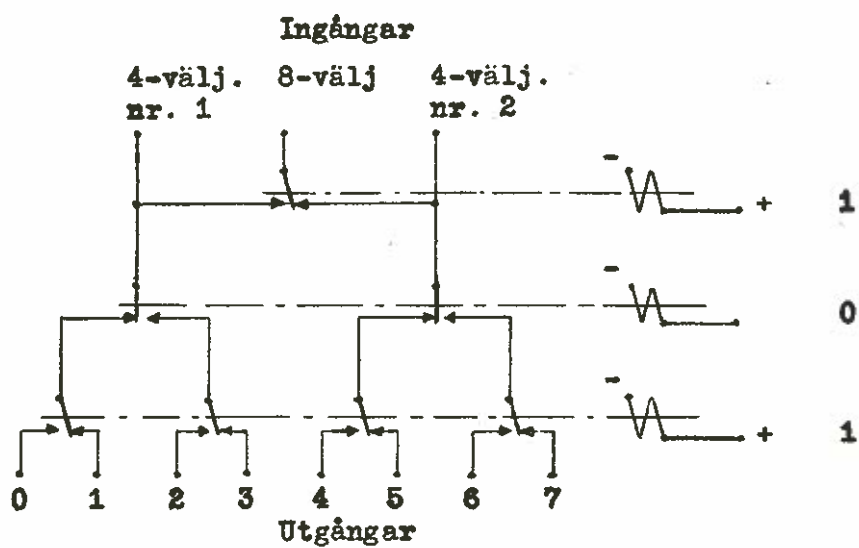 Ingångar
4-välj. 8-välj 4-välj.
nr. 1 nr. 2
- + 1
- 0
- + 1
0 1 2 3 4 5 6 7
Utgångar